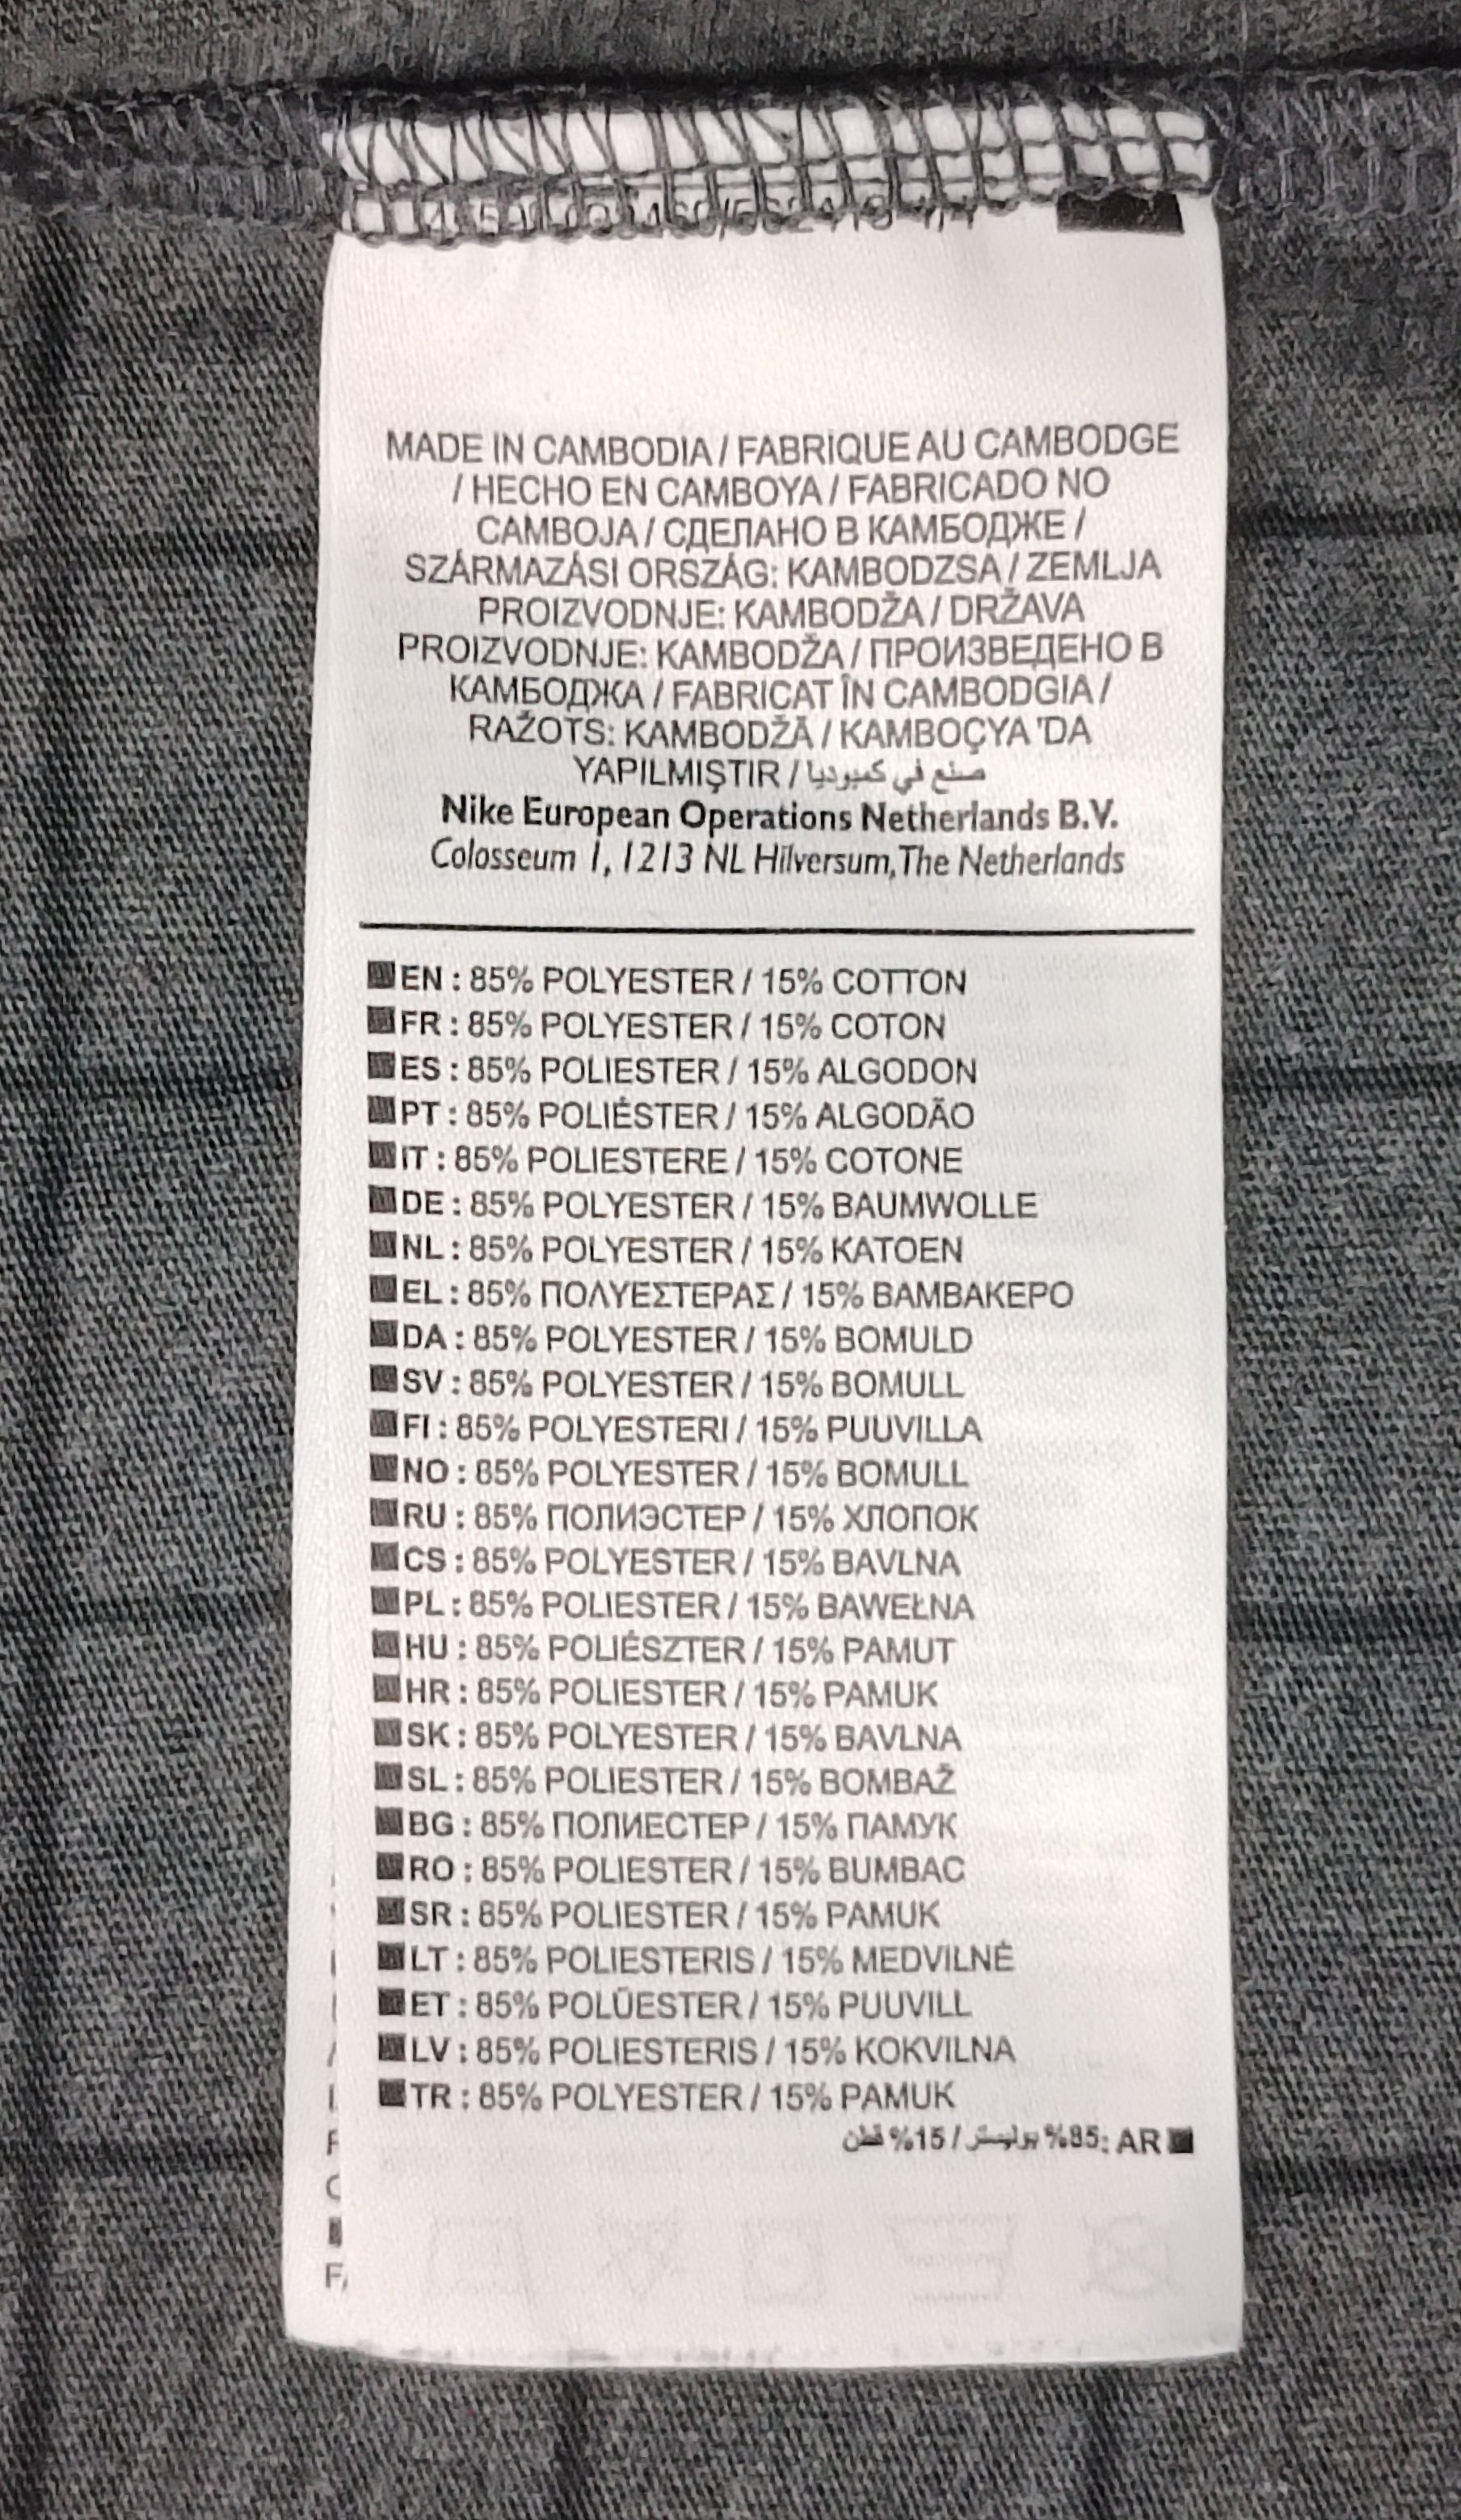 MADE IN CAMBODIA / FABRIQUE AU CAMBODGE
/ HECHO EN CAMBOYA / FABRICADO NO
CAMBOJA / СДЕЛАНО В КАМБОДЖЕ /
SZÁRMAZÁSI ORSZÁG: KAMBODZSA / ZEMLJA
PROIZVODNJE: KAMBODŽA / DRŽAVA
PROIZVODNJE: KAMBODŽA / ПРОИЗВЕДЕНО В
КАМБОДЖА / FABRICAT ÎN CAMBODGIA /
RAŽOTS: KAMBODŽĀ / KAMBOÇYA 'DA
YAPILMIŞTIR / صنع في كمبوديا
Nike European Operations Netherlands B.V.
Colosseum 1, 1213 NL Hilversum, The Netherlands
EN : 85% POLYESTER / 15% COTTON
FR : 85% POLYESTER / 15% COTON
ES : 85% POLIESTER / 15% ALGODON
PT : 85% POLIÉSTER / 15% ALGODÃO
IT : 85% POLIESTERE / 15% COTONE
DE : 85% POLYESTER / 15% BAUMWOLLE
NL : 85% POLYESTER / 15% KATOEN
EL : 85% ΠΟΛΥΕΣΤΕΡΑΣ / 15% ΒΑΜΒΑΚΕΡΟ
DA : 85% POLYESTER / 15% BOMULD
SV : 85% POLYESTER / 15% BOMULL
FI : 85% POLYESTERI / 15% PUUVILLA
NO : 85% POLYESTER / 15% BOMULL
RU : 85% ПОЛИЭСТЕР / 15% ХЛОПОК
CS : 85% POLYESTER / 15% BAVLNA
PL : 85% POLIESTER / 15% BAWEŁNA
HU : 85% POLIÉSZTER / 15% PAMUT
HR : 85% POLIESTER / 15% PAMUK
SK : 85% POLYESTER / 15% BAVLNA
SL : 85% POLIESTER / 15% BOMBAŽ
BG : 85% ПОЛИЕСТЕР / 15% ПАМУК
RO : 85% POLIESTER / 15% BUMBAC
SR : 85% POLIESTER / 15% PAMUK
LT : 85% POLIESTERIS / 15% MEDVILNĖ
ET : 85% POLÜESTER / 15% PUUVILL
LV : 85% POLIESTERIS / 15% KOKVILNA
TR : 85% POLYESTER / 15% PAMUK
AR :85% بوليستر / 15% قطن